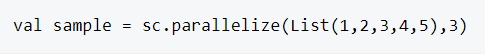 val sample = sc.parallelize(List(1,2,3,4,5),3)